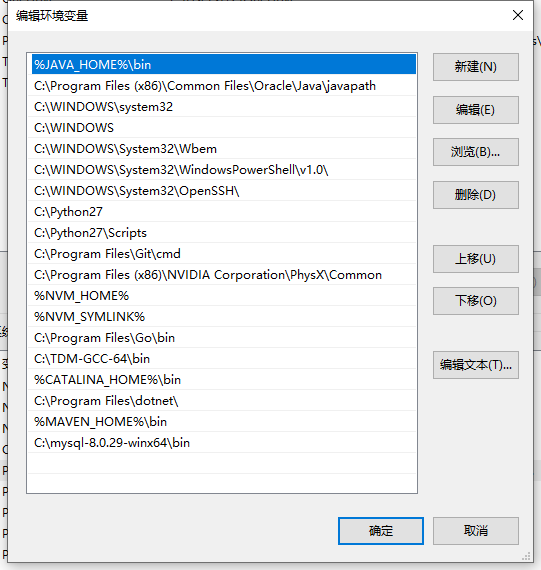 编辑环境变量
%JAVA_HOME%\bin
C:\Program Files (x86)\Common Files\Oracle\Java\javapath
C:\WINDOWS\system32
C:\WINDOWS
C:\WINDOWS\System32\Wbem
C:\WINDOWS\System32\WindowsPowerShell\v1.0\
C:\WINDOWS\System32\OpenSSH\
C:\Python27
C:\Python27\Scripts
C:\Program Files\Git\cmd
C:\Program Files (x86)\NVIDIA Corporation\PhysX\Common
%NVM_HOME%
%NVM_SYMLINK%
C:\Program Files\Go\bin
C:\TDM-GCC-64\bin
%CATALINA_HOME%\bin
C:\Program Files\dotnet\
%MAVEN_HOME%\bin
C:\mysql-8.0.29-winx64\bin
新建(N)
编辑(E)
浏览(B)...
删除(D)
上移(U)
下移(O)
编辑文本(T)...
确定
取消